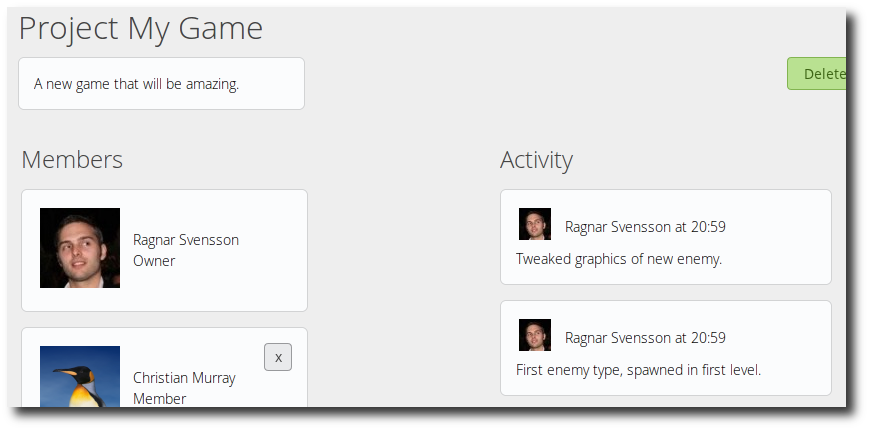 Project My Game
A new game that will be amazing.
Delete
Members
Ragnar Svensson
Owner
x
Christian Murray
Member
Activity
Ragnar Svensson at 20:59
Tweaked graphics of new enemy.
Ragnar Svensson at 20:59
First enemy type, spawned in first level.